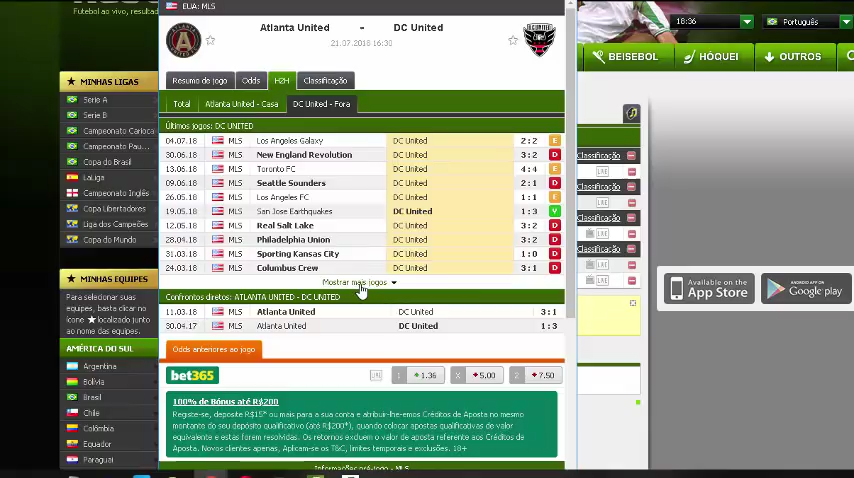 EUA: MLS
Atlanta United - DC United
21.07.2018 16:30
Resumo de jogo Odds H2H Classificação
Total Atlanta United - Casa DC United - Fora
Últimos jogos: DC UNITED
04.07.18 MLS Los Angeles Galaxy DC United 2:2 E
30.06.18 MLS New England Revolution DC United 3:2 D
13.06.18 MLS Toronto FC DC United 4:4 E
09.06.18 MLS Seattle Sounders DC United 2:1 D
26.05.18 MLS Los Angeles FC DC United 1:1 E
19.05.18 MLS San Jose Earthquakes DC United 1:3 V
12.05.18 MLS Real Salt Lake DC United 3:2 D
28.04.18 MLS Philadelphia Union DC United 3:2 D
31.03.18 MLS Sporting Kansas City DC United 1:0 D
24.03.18 MLS Columbus Crew DC United 3:1 D
Mostrar mais jogos
Confrontos diretos: ATLANTA UNITED - DC UNITED
11.03.18 MLS Atlanta United DC United 3:1
30.04.17 MLS Atlanta United DC United 1:3
Odds anteriores ao jogo
bet365 LIVE 1 1.36 X 5.00 2 7.50
100% de Bónus até R$200
Registe-se, deposite R$15* ou mais para a sua conta e atribuir-lhe-emos Créditos de Aposta no mesmo
montante do seu depósito qualificativo (até R$200*), quando colocar apostas qualificativas de valor
equivalente e estas forem resolvidas. Os retornos excluem o valor aposta referente aos Créditos de
Aposta. Novos clientes apenas, Aplicam-se os T&C, limites temporais e exclusões. 18+
Informações pré-jogo - MLS
Futebol ao vivo, resultad
MINHAS LIGAS
Serie A
Serie B
Campeonato Carioca
Campeonato Pau...
Copa do Brasil
LaLiga
Campeonato Inglês
Copa Libertadores
Liga dos Campeões
Copa do Mundo
MINHAS EQUIPES
Para selecionar suas
equipes, basta clicar no
ícone localizado junto
ao nome das equipes.
AMÉRICA DO SUL
Argentina
Bolívia
Brasil
Chile
Colômbia
Equador
Paraguai
18:36 Português
BEISEBOL HÓQUEI OUTROS
Classificação
LIVE
Classificação
LIVE
Classificação
LIVE
Classificação
LIVE
LIVE
Available on the
App Store
ANDROID APP ON
Google play